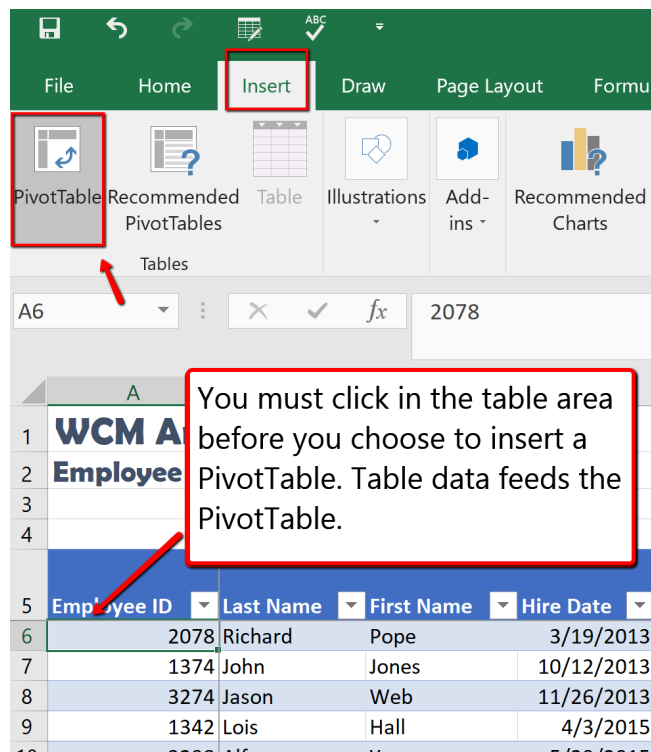 ABC
File Home Insert Draw Page Layout Formu
PivotTable Recommended PivotTables Table Illustrations Add-ins Recommended Charts
Tables
A6 fx 2078
A
You must click in the table area
before you choose to insert a
PivotTable. Table data feeds the
PivotTable.
1 WCM A
2 Employee
3
4
5 Employee ID Last Name First Name Hire Date
6 2078 Richard Pope 3/19/2013
7 1374 John Jones 10/12/2013
8 3274 Jason Web 11/26/2013
9 1342 Lois Hall 4/3/2015